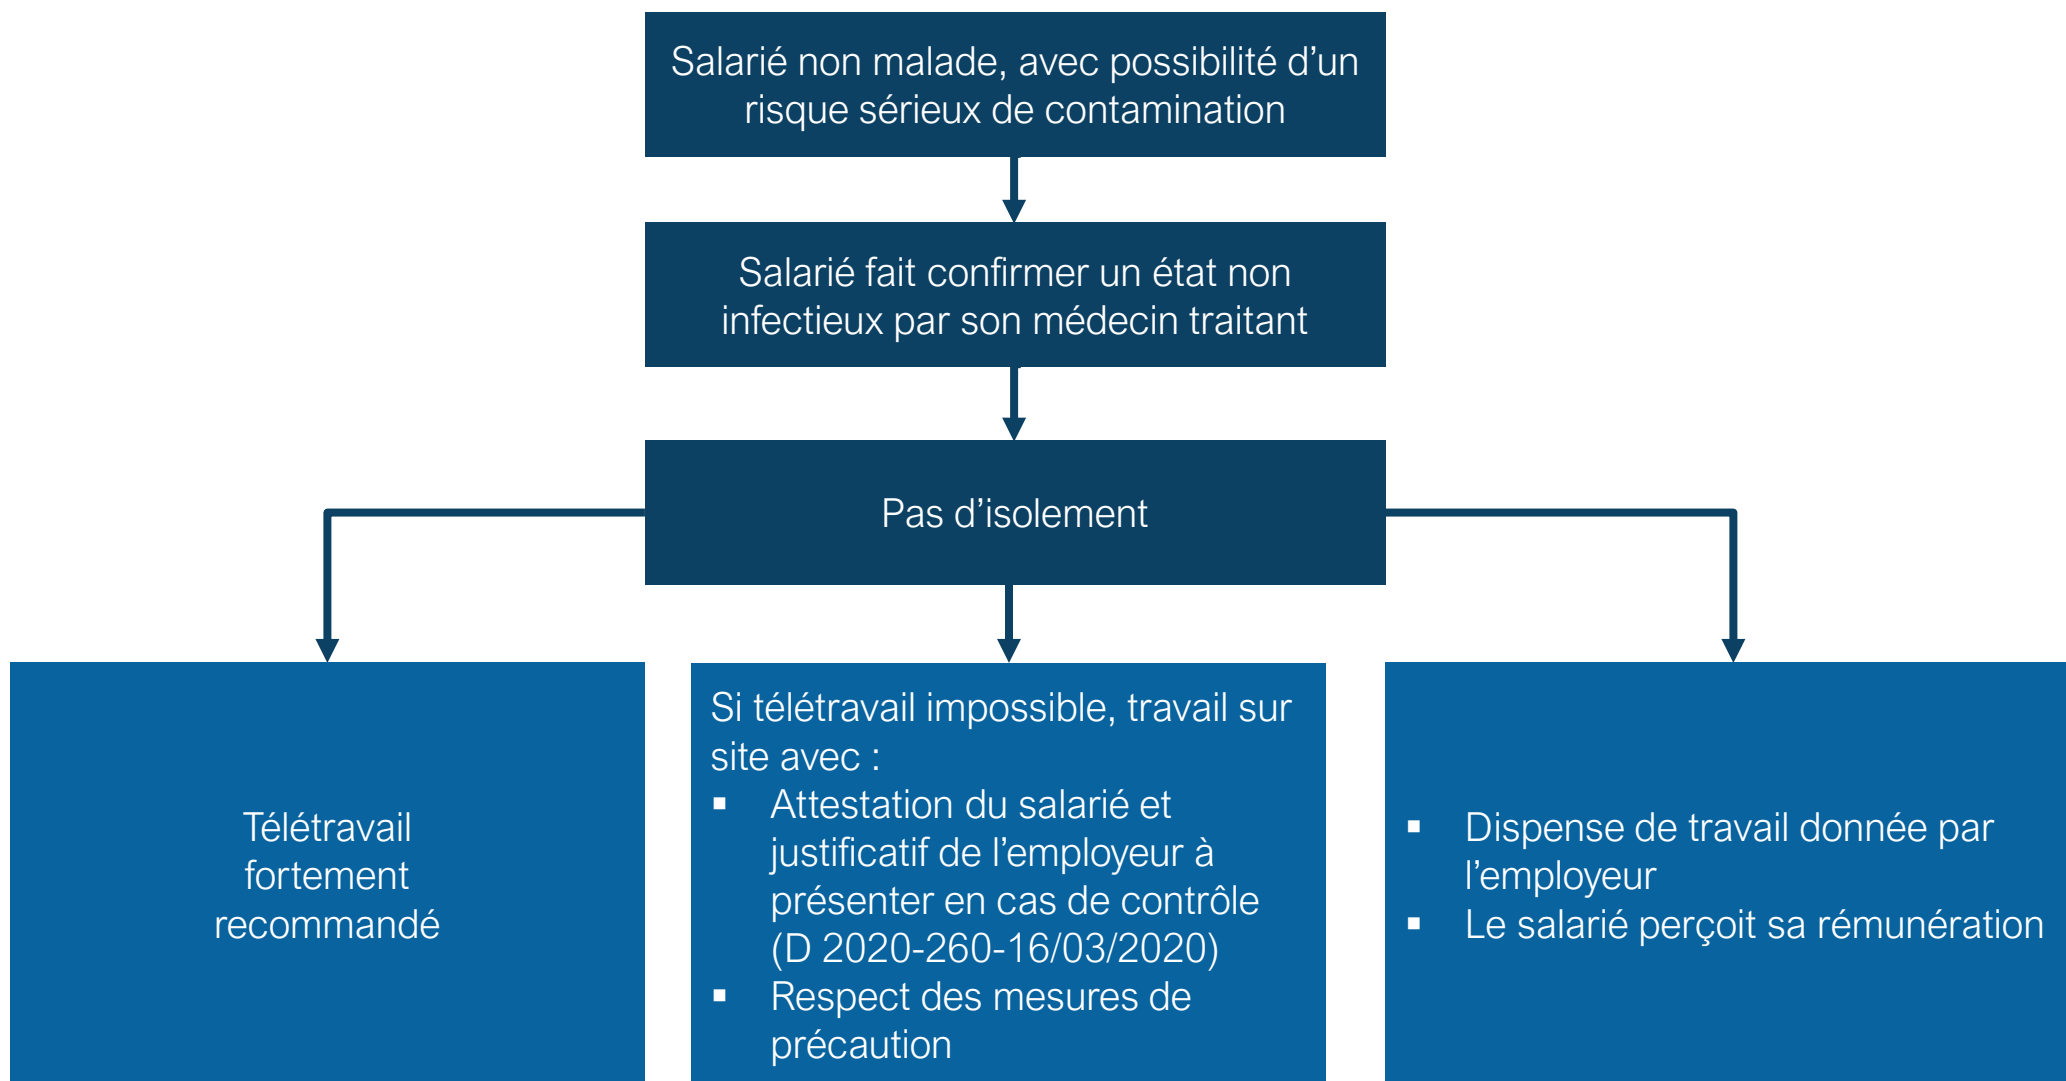 Salarié non malade, avec possibilité d’un
risque sérieux de contamination
Salarié fait confirmer un état non
infectieux par son médecin traitant
Pas d’isolement
Télétravail
fortement
recommandé
Si télétravail impossible, travail sur
site avec :
▪ Attestation du salarié et
justificatif de l’employeur à
présenter en cas de contrôle
(D 2020-260-16/03/2020)
▪ Respect des mesures de
précaution
▪ Dispense de travail donnée par
l’employeur
▪ Le salarié perçoit sa rémunération